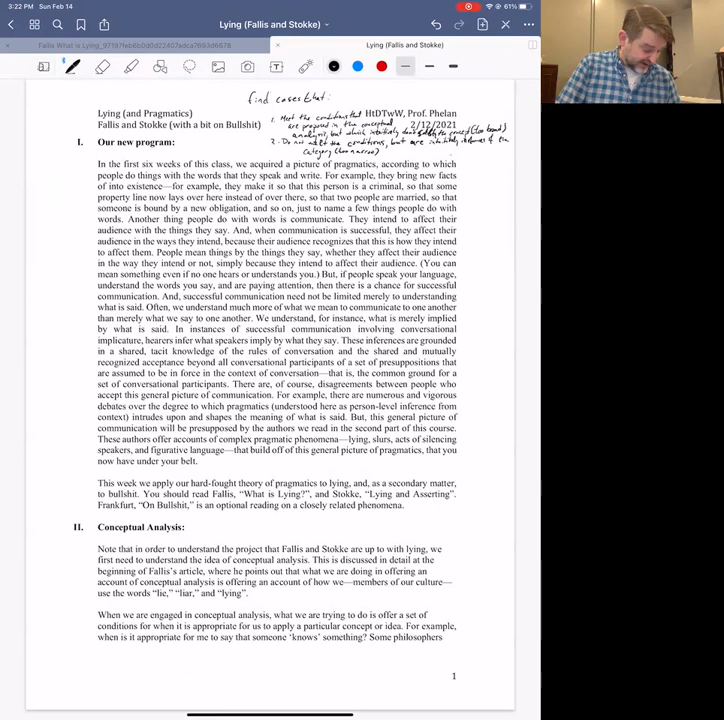 3:22 PM Sun Feb 14
61%
Lying (Fallis and Stokke)
Lying (Fallis and Stokke)
find cases that:
Lying (and Pragmatics) HtDTwW, Prof. Phelan
Fallis and Stokke (with a bit on Bullshit) 2/12/2021
1. Meet the conditions that
are proposed in the conceptual
analysis, but which intuitively don't the concept (too broad)
2. Do not meet the conditions, but are intuitively instances of the
category (too narrow)
I. Our new program:
In the first six weeks of this class, we acquired a picture of pragmatics, according to which
people do things with the words that they speak and write. For example, they bring new facts
of into existence—for example, they make it so that this person is a criminal, so that some
property line now lays over here instead of over there, so that two people are married, so that
someone is bound by a new obligation, and so on, just to name a few things people do with
words. Another thing people do with words is communicate. They intend to affect their
audience with the things they say. And, when communication is successful, they affect their
audience in the ways they intend, because their audience recognizes that this is how they intend
to affect them. People mean things by the things they say, whether they affect their audience
in the way they intend or not, simply because they intend to affect their audience. (You can
mean something even if no one hears or understands you.) But, if people speak your language,
understand the words you say, and are paying attention, then there is a chance for successful
communication. And, successful communication need not be limited merely to understanding
what is said. Often, we understand much more of what we mean to communicate to one another
than merely what we say to one another. We understand, for instance, what is merely implied
by what is said. In instances of successful communication involving conversational
implicature, hearers infer what speakers imply by what they say. These inferences are grounded
in a shared, tacit knowledge of the rules of conversation and the shared and mutually
recognized acceptance beyond all conversational participants of a set of presuppositions that
are assumed to be in force in the context of conversation—that is, the common ground for a
set of conversational participants. There are, of course, disagreements between people who
accept this general picture of communication. For example, there are numerous and vigorous
debates over the degree to which pragmatics (understood here as person-level inference from
context) intrudes upon and shapes the meaning of what is said. But, this general picture of
communication will be presupposed by the authors we read in the second part of this course.
These authors offer accounts of complex pragmatic phenomena—lying, slurs, acts of silencing
speakers, and figurative language—that build off of this general picture of pragmatics, that you
now have under your belt.
This week we apply our hard-fought theory of pragmatics to lying, and, as a secondary matter,
to bullshit. You should read Fallis, “What is Lying?”, and Stokke, “Lying and Asserting”.
Frankfurt, “On Bullshit,” is an optional reading on a closely related phenomena.
II. Conceptual Analysis:
Note that in order to understand the project that Fallis and Stokke are up to with lying, we
first need to understand the idea of conceptual analysis. This is discussed in detail at the
beginning of Fallis’s article, where he points out that what we are doing in offering an
account of conceptual analysis is offering an account of how we—members of our culture—
use the words “lie,” “liar,” and “lying”.
When we are engaged in conceptual analysis, what we are trying to do is offer a set of
conditions for when it is appropriate for us to apply a particular concept or idea. For example,
when is it appropriate for me to say that someone ‘knows’ something? Some philosophers
1